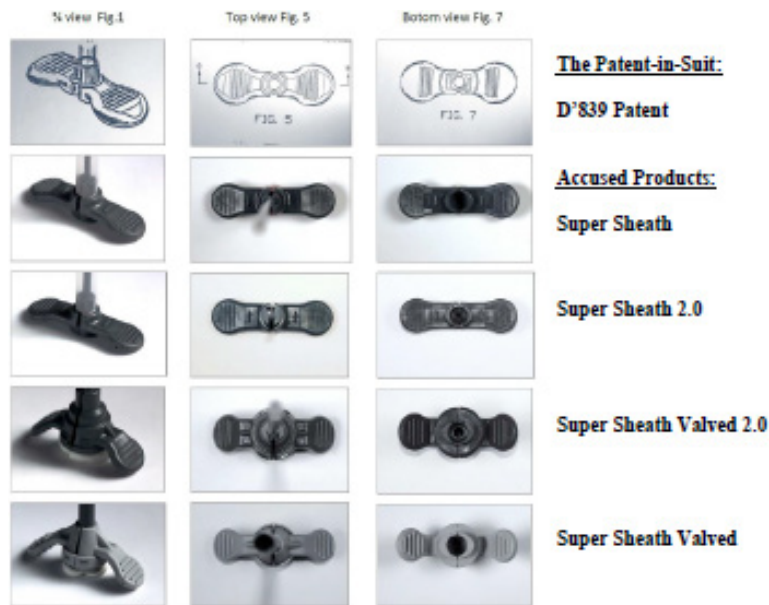 ¾ view Fig.1
Top view Fig. 5
Botom view Fig. 7
FIG. 5
FIG. 7
The Patent-in-Suit:
D'839 Patent
Accused Products:
Super Sheath
Super Sheath 2.0
Super Sheath Valved 2.0
Super Sheath Valved